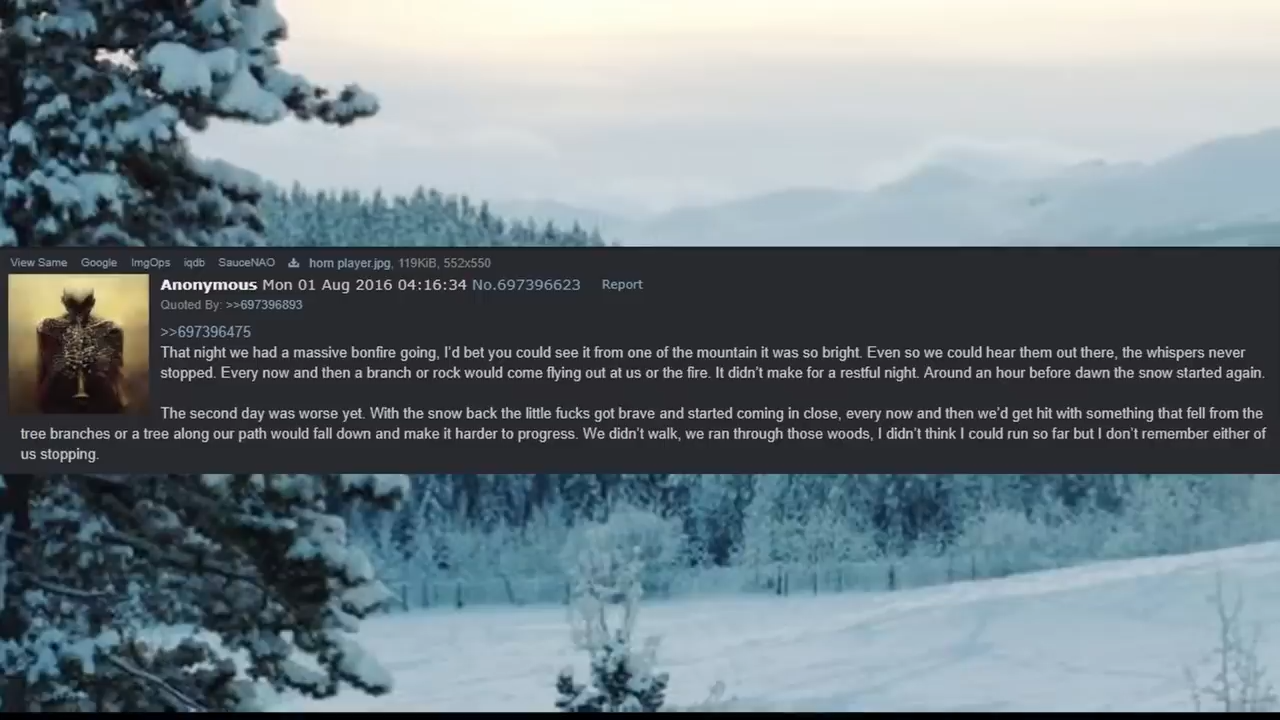 View Same Google ImgOps iqdb SauceNAO horn player.jpg, 119KiB, 552x550
Anonymous Mon 01 Aug 2016 04:16:34 No.697396623 Report
Quoted By: >>697396893
>>697396475
That night we had a massive bonfire going, I'd bet you could see it from one of the mountain it was so bright. Even so we could hear them out there, the whispers never
stopped. Every now and then a branch or rock would come flying out at us or the fire. It didn't make for a restful night. Around an hour before dawn the snow started again.
The second day was worse yet. With the snow back the little fucks got brave and started coming in close, every now and then we'd get hit with something that fell from the
tree branches or a tree along our path would fall down and make it harder to progress. We didn't walk, we ran through those woods, I didn't think I could run so far but I don't remember either of
us stopping.